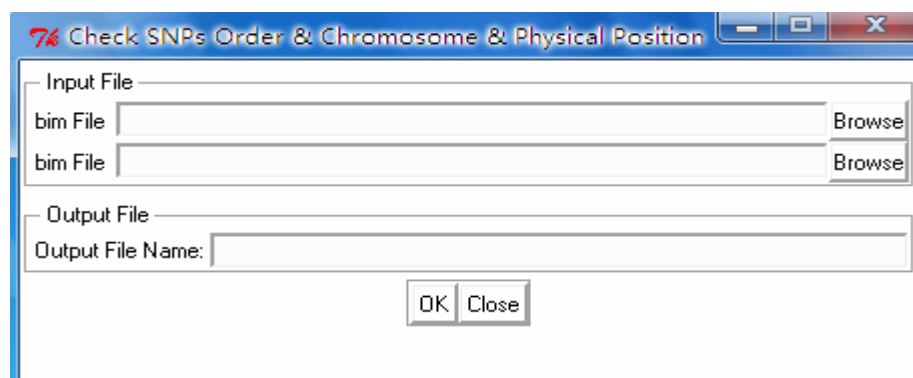 Check SNPs Order & Chromosome & Physical Position
Input File
bim File Browse
bim File Browse
Output File
Output File Name:
OK Close